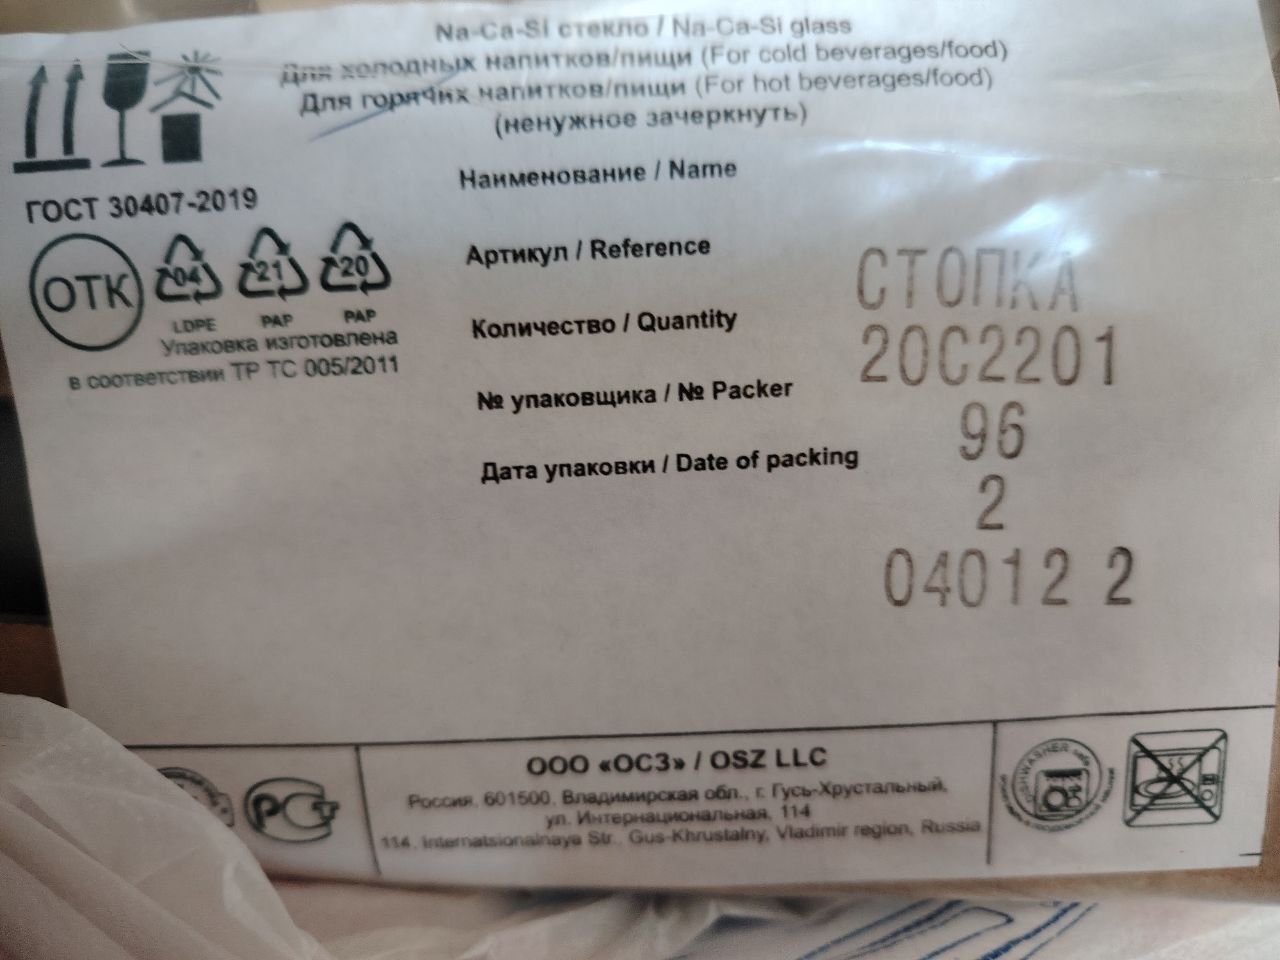 Na-Ca-Si стекло / Na-Ca-Si glass
Для холодных напитков/пищи (For cold beverages/food)
Для горячих напитков/пищи (For hot beverages/food)
(ненужное зачеркнуть)
ГОСТ 30407-2019
ОТК
04 21 20
LDPE PAP PAP
Упаковка изготовлена
в соответствии ТР ТС 005/2011
Наименование / Name
Артикул / Reference
Количество / Quantity
№ упаковщика / № Packer
Дата упаковки / Date of packing
СТОПКА
20С2201
96
2
04012 2
РСТ
ООО «ОСЗ» / OSZ LLC
Россия, 601500, Владимирская обл., г. Гусь-Хрустальный,
ул. Интернациональная, 114
114, Internatsionalnaya Str., Gus-Khrustalny, Vladimir region, Russia
DISHWASHER safe